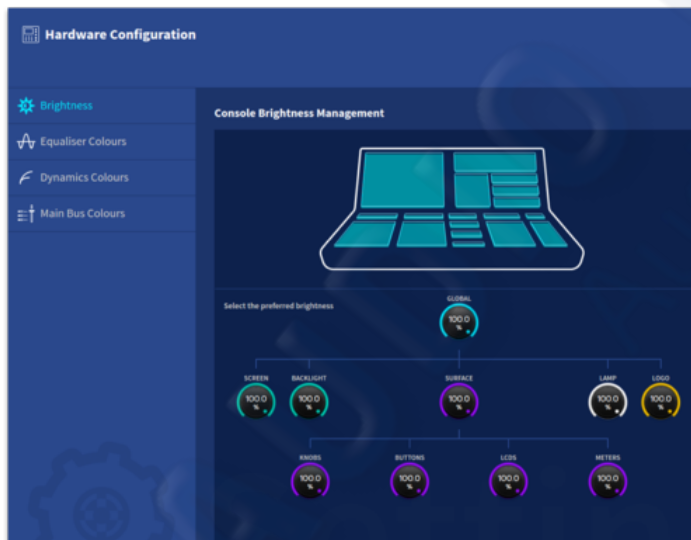 Hardware Configuration
Brightness
Equaliser Colours
Dynamics Colours
Main Bus Colours
Console Brightness Management
Select the preferred brightness
GLOBAL
100.0
%
SCREEN BACKLIGHT SURFACE LAMP LOGO
100.0 100.0 100.0 100.0 100.0
% % % % %
KNOBS BUTTONS LCDS METERS
100.0 100.0 100.0 100.0
% % % %